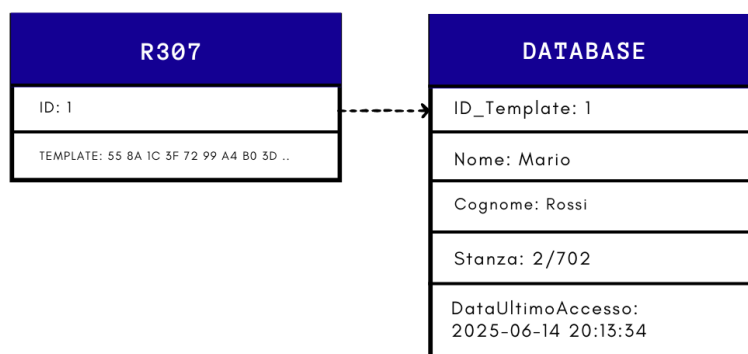 R307
ID: 1
TEMPLATE: 55 8A 1C 3F 72 99 A4 B0 3D ..
DATABASE
ID_Template: 1
Nome: Mario
Cognome: Rossi
Stanza: 2/702
DataUltimoAccesso:
2025-06-14 20:13:34